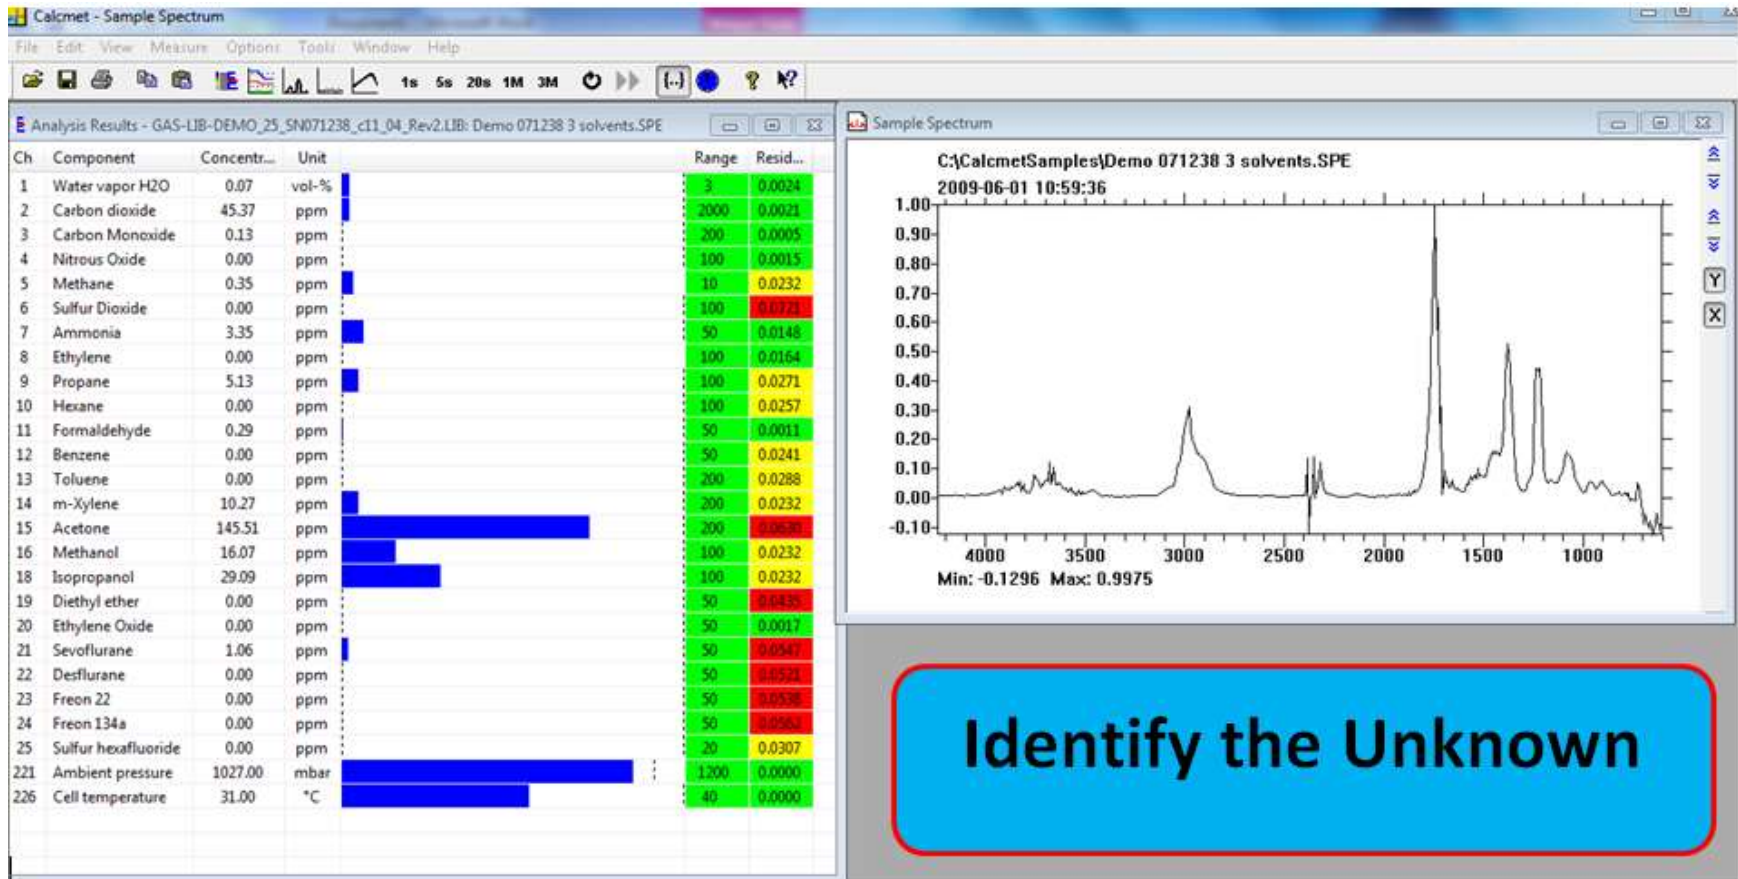 Calcmet - Sample Spectrum
File Edit View Measure Options Tools Window Help
1s 5s 20s 1M 3M
Analysis Results - GAS-LIB-DEMO_25_SN071238_c11_04_Rev2.LIB: Demo 071238 3 solvents.SPE
Ch Component Concentr... Unit Range Resid...
1 Water vapor H2O 0.07 vol-% 3 0.0024
2 Carbon dioxide 45.37 ppm 2000 0.0021
3 Carbon Monoxide 0.13 ppm 200 0.0005
4 Nitrous Oxide 0.00 ppm 100 0.0015
5 Methane 0.35 ppm 10 0.0232
6 Sulfur Dioxide 0.00 ppm 100 0.0721
7 Ammonia 3.35 ppm 50 0.0148
8 Ethylene 0.00 ppm 100 0.0164
9 Propane 5.13 ppm 100 0.0271
10 Hexane 0.00 ppm 100 0.0257
11 Formaldehyde 0.29 ppm 50 0.0011
12 Benzene 0.00 ppm 50 0.0241
13 Toluene 0.00 ppm 200 0.0288
14 m-Xylene 10.27 ppm 200 0.0232
15 Acetone 145.51 ppm 200 0.0630
16 Methanol 16.07 ppm 100 0.0232
18 Isopropanol 29.09 ppm 100 0.0232
19 Diethyl ether 0.00 ppm 50 0.0435
20 Ethylene Oxide 0.00 ppm 50 0.0017
21 Sevoflurane 1.06 ppm 50 0.0547
22 Desflurane 0.00 ppm 50 0.0521
23 Freon 22 0.00 ppm 50 0.0538
24 Freon 134a 0.00 ppm 50 0.0562
25 Sulfur hexafluoride 0.00 ppm 20 0.0307
221 Ambient pressure 1027.00 mbar 1200 0.0000
226 Cell temperature 31.00 °C 40 0.0000
Sample Spectrum
C:\CalcmetSamples\Demo 071238 3 solvents.SPE
2009-06-01 10:59:36
1.00
0.90
0.80
0.70
0.60
0.50
0.40
0.30
0.20
0.10
0.00
-0.10
4000 3500 3000 2500 2000 1500 1000
Min: -0.1296 Max: 0.9975
Y
X
Identify the Unknown